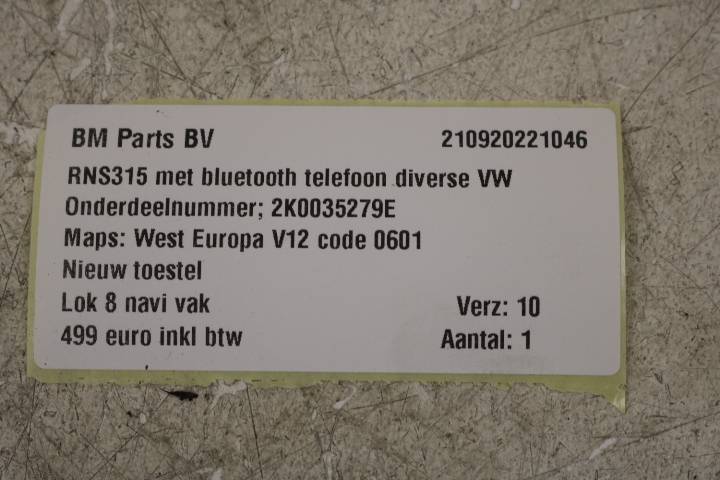 BM Parts BV 210920221046
RNS315 met bluetooth telefoon diverse VW
Onderdeelnummer; 2K0035279E
Maps: West Europa V12 code 0601
Nieuw toestel
Lok 8 navi vak Verz: 10
499 euro inkl btw Aantal: 1